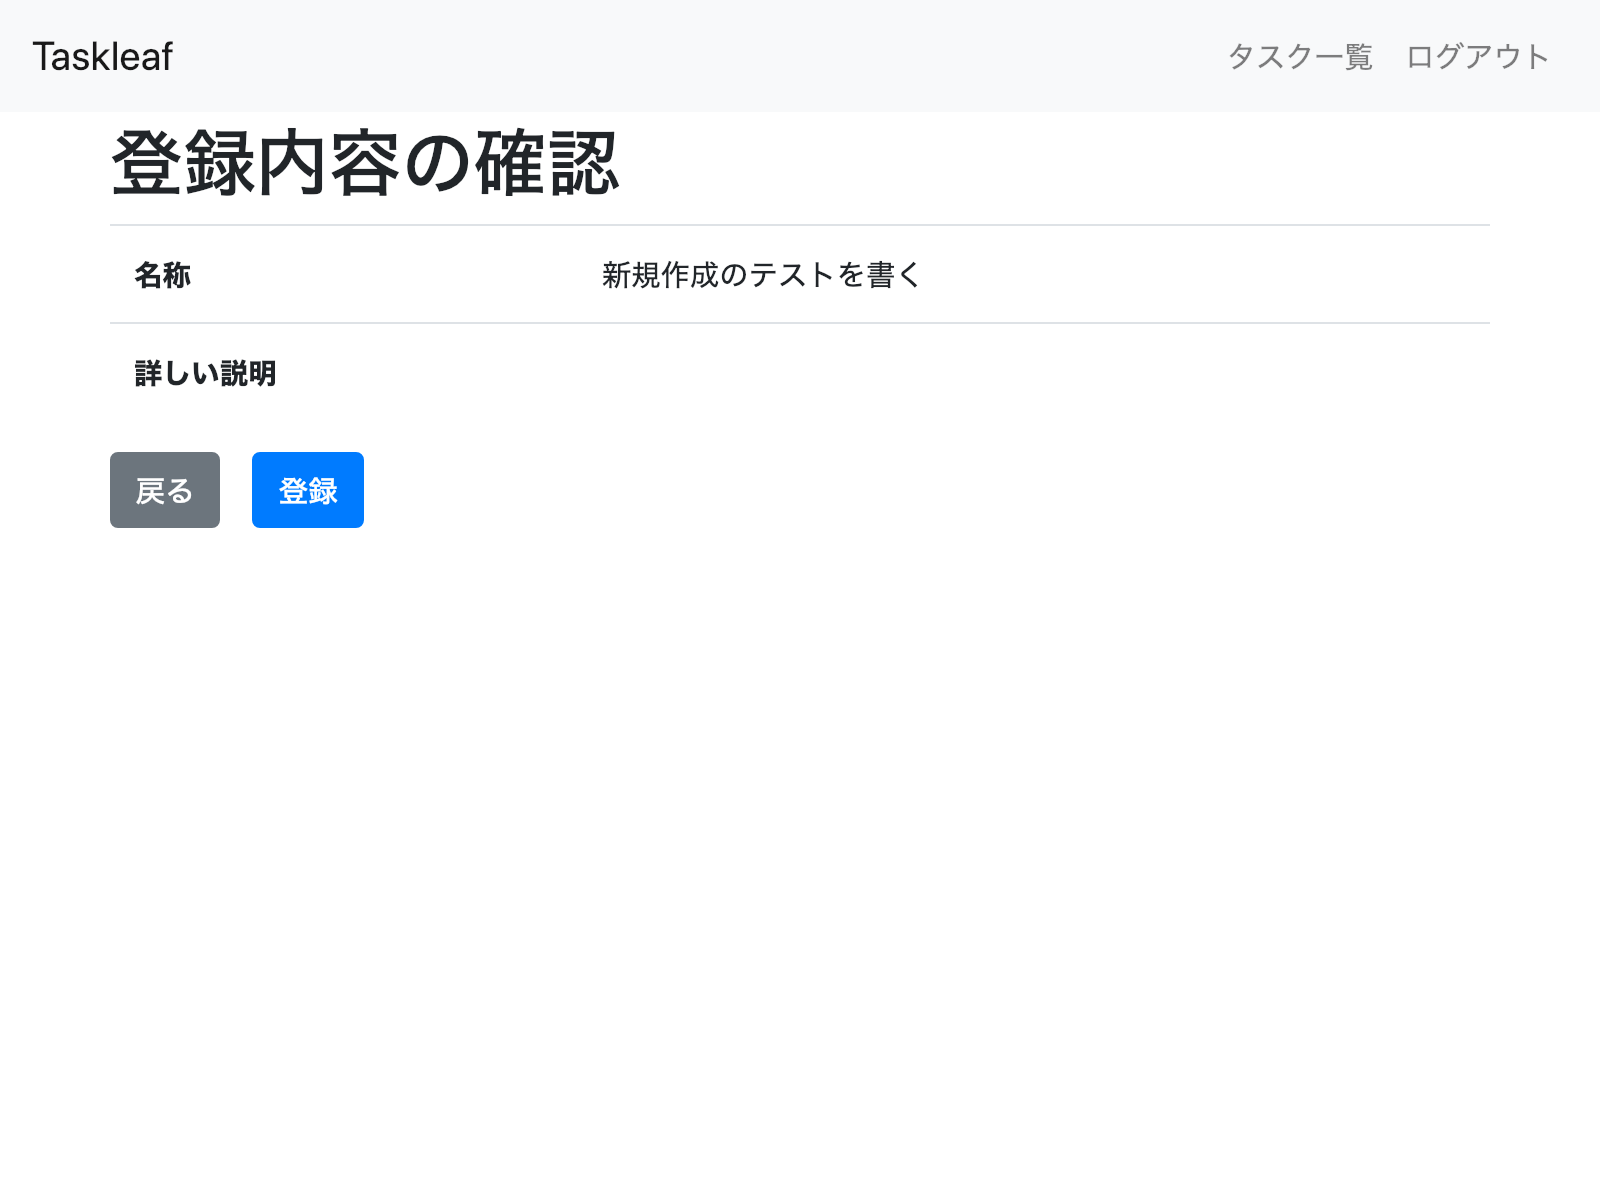 Taskleaf タスク一覧 ログアウト
登録内容の確認
名称 新規作成のテストを書く
詳しい説明
戻る 登録